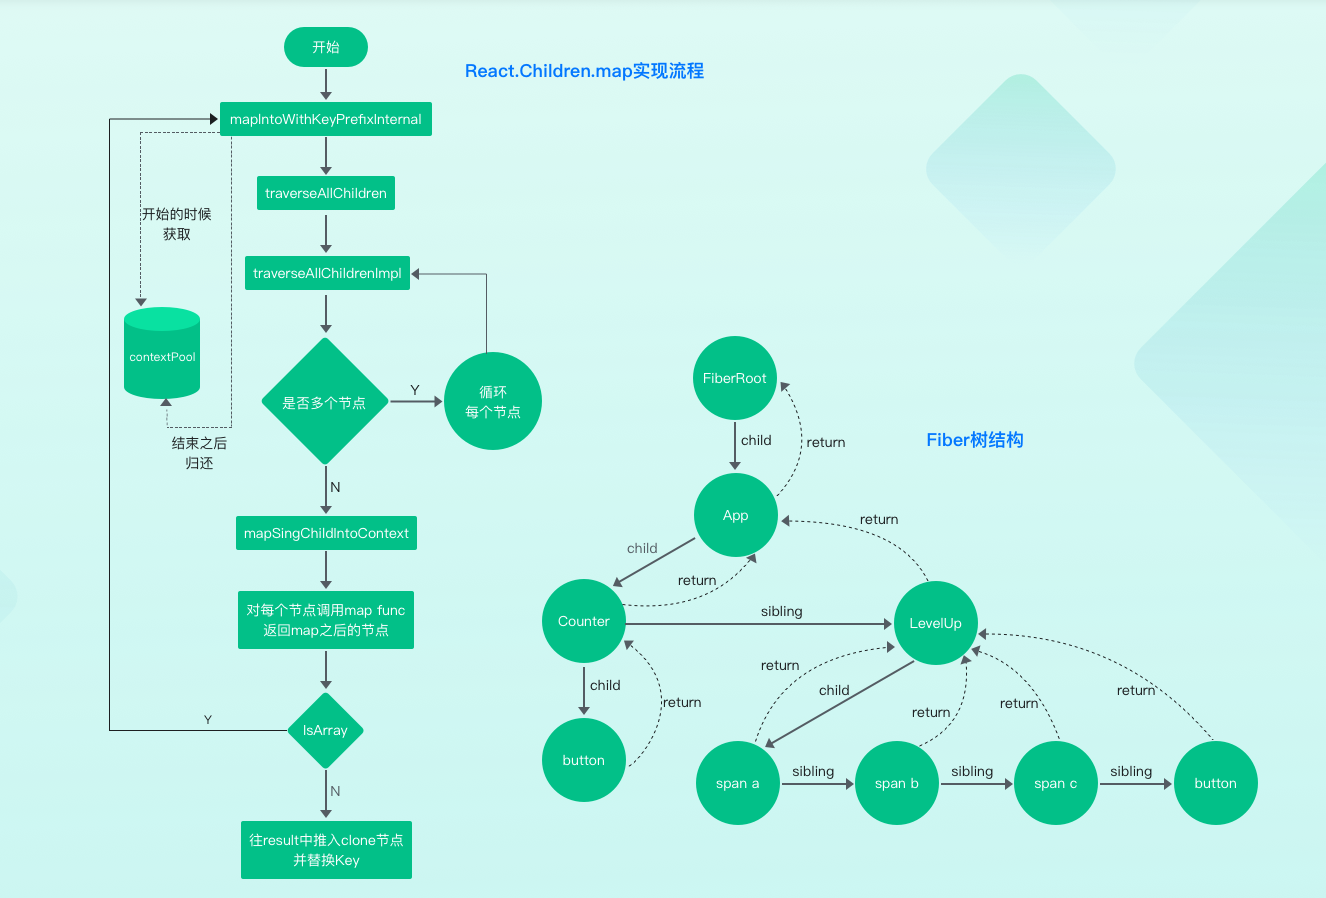 开始
React.Children.map实现流程
mapIntoWithKeyPrefixInternal
traverseAllChildren
开始的时候
获取
traverseAllChildrenImpl
contextPool
是否多个节点
Y
循环
每个节点
结束之后
归还
N
mapSingChildIntoContext
对每个节点调用map func
返回map之后的节点
Y
IsArray
N
往result中推入clone节点
并替换Key
FiberRoot
child
return
Fiber树结构
App
return
child
return
Counter
sibling
LevelUp
child
return
button
return
child
return
return
return
span a
sibling
span b
sibling
span c
sibling
button